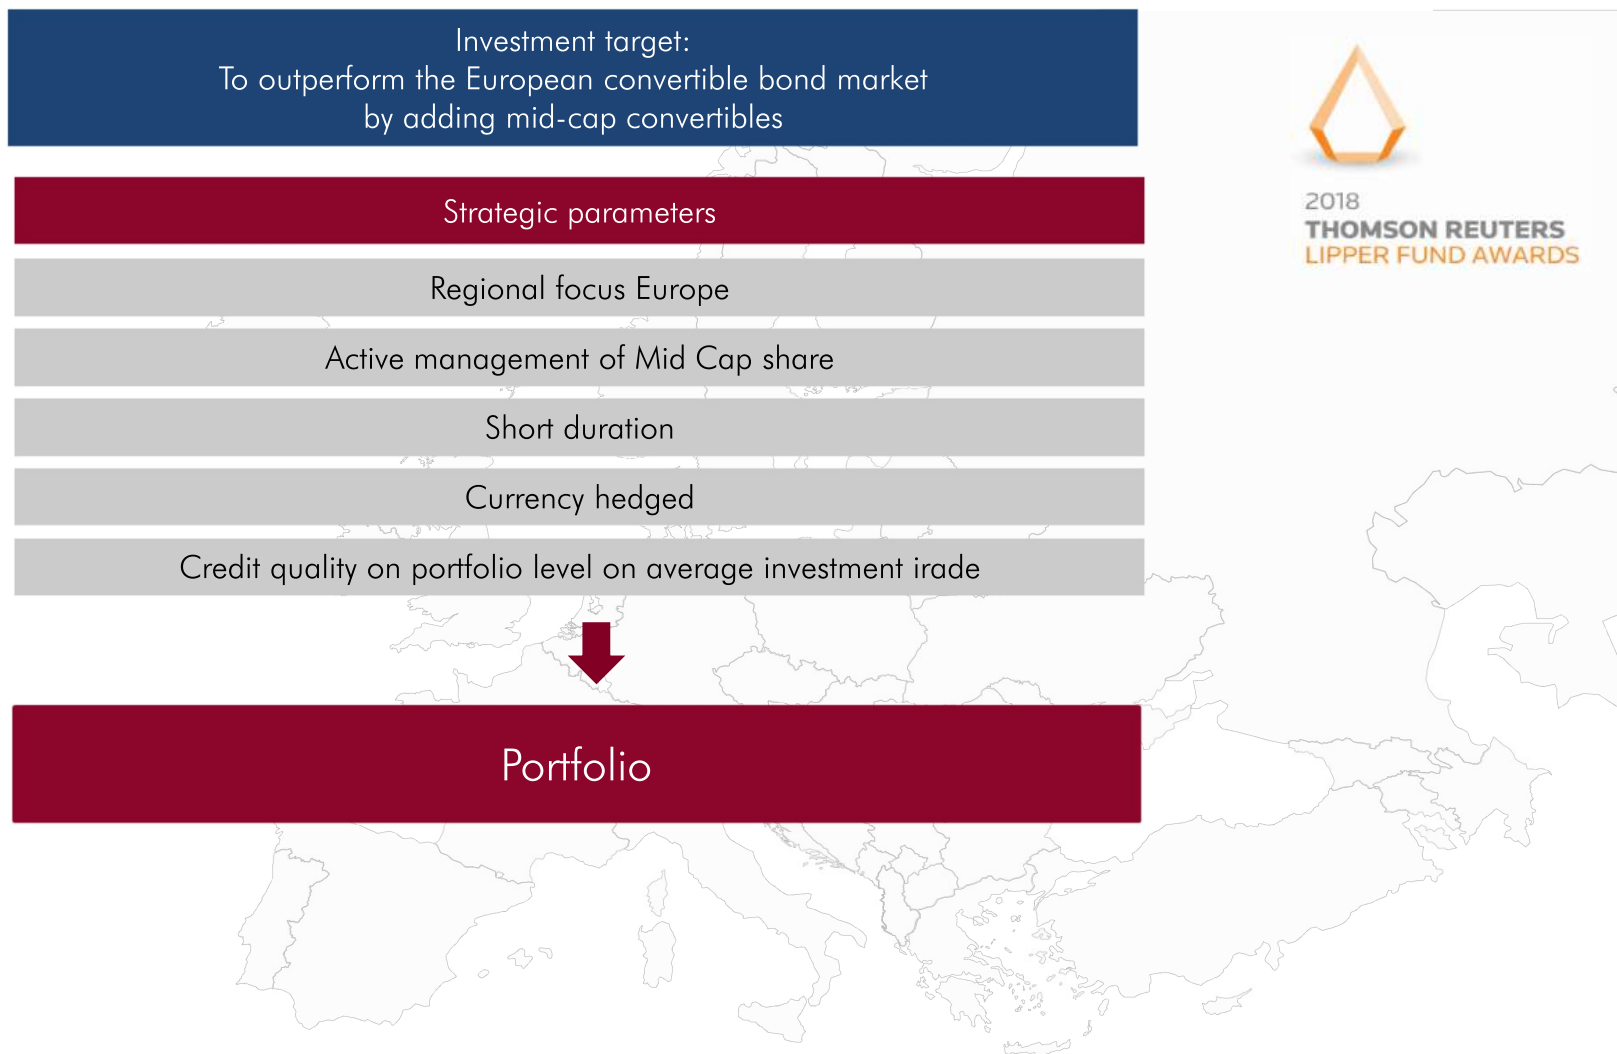 Investment target:
To outperform the European convertible bond market
by adding mid-cap convertibles
Strategic parameters
Regional focus Europe
Active management of Mid Cap share
Short duration
Currency hedged
Credit quality on portfolio level on average investment irade
Portfolio
2018
THOMSON REUTERS
LIPPER FUND AWARDS